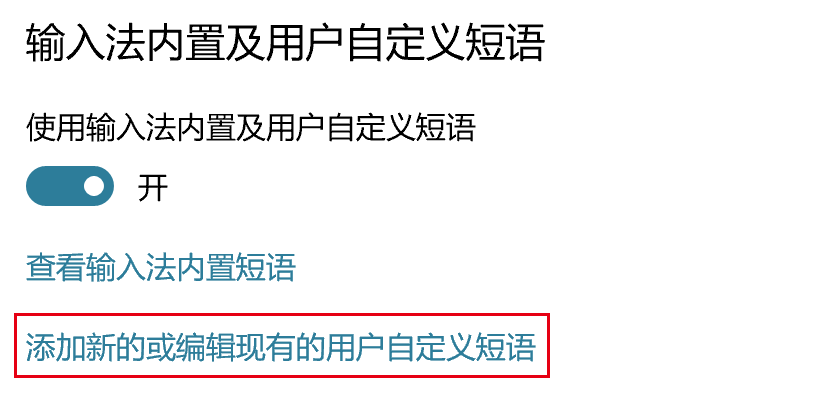 输入法内置及用户自定义短语
使用输入法内置及用户自定义短语
开
查看输入法内置短语
添加新的或编辑现有的用户自定义短语